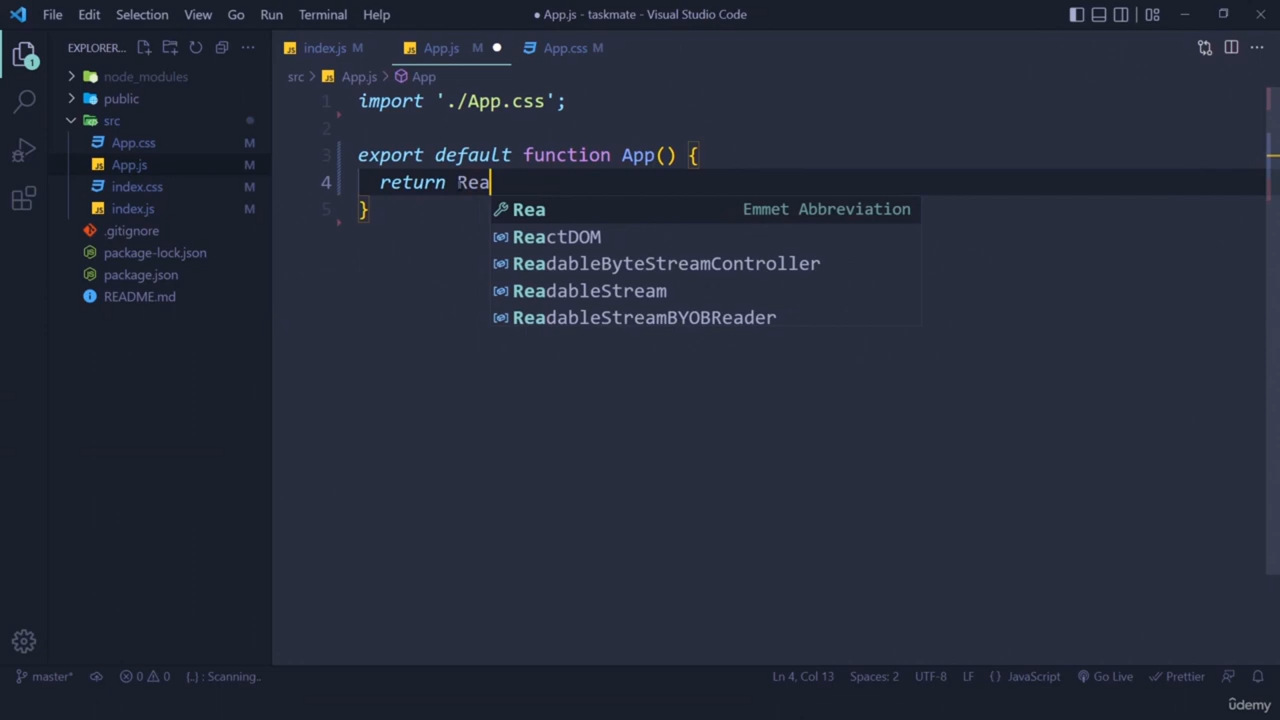 File Edit Selection View Go Run Terminal Help
● App.js - taskmate - Visual Studio Code
EXPLORER...
index.js M
App.js M
App.css M
src > App.js > App
1
node_modules
public
src
App.css M
App.js M
index.css M
index.js M
.gitignore
package-lock.json
package.json
README.md
1 import './App.css';
2
3 export default function App() {
4 return Rea
5 }
Rea Emmet Abbreviation
ReactDOM
ReadableByteStreamController
ReadableStream
ReadableStreamBYOBReader
master* 0 0 {..} : Scanning.. Ln 4, Col 13 Spaces: 2 UTF-8 LF {} JavaScript Go Live Prettier
ûdemy